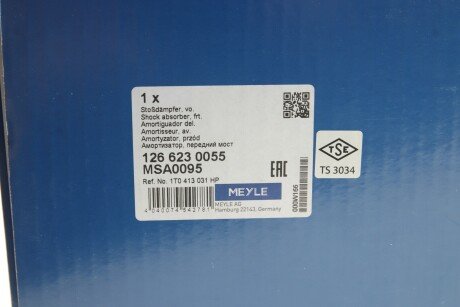 1 x
Stoßdämpfer, vo.
Shock absorber, frt.
Amortiguador del.
Amortisseur, av.
Amortyzator, przód
Амортизатор, передний мост
126 623 0055
MSA0095
EAC
Ref. No. 1T0 413 031 HP
MEYLE
MEYLE AG
Hamburg 22143, Germany
TSE
TS 3034